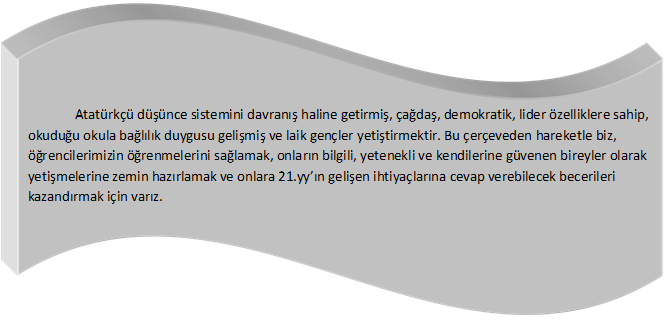 Atatürkçü düşünce sistemini davranış haline getirmiş, çağdaş, demokratik, lider özelliklere sahip,
okuduğu okula bağlılık duygusu gelişmiş ve laik gençler yetiştirmektir. Bu çerçeveden hareketle biz,
öğrencilerimizin öğrenmelerini sağlamak, onların bilgili, yetenekli ve kendilerine güvenen bireyler olarak
yetişmelerine zemin hazırlamak ve onlara 21.yy’ın gelişen ihtiyaçlarına cevap verebilecek becerileri
kazandırmak için varız.